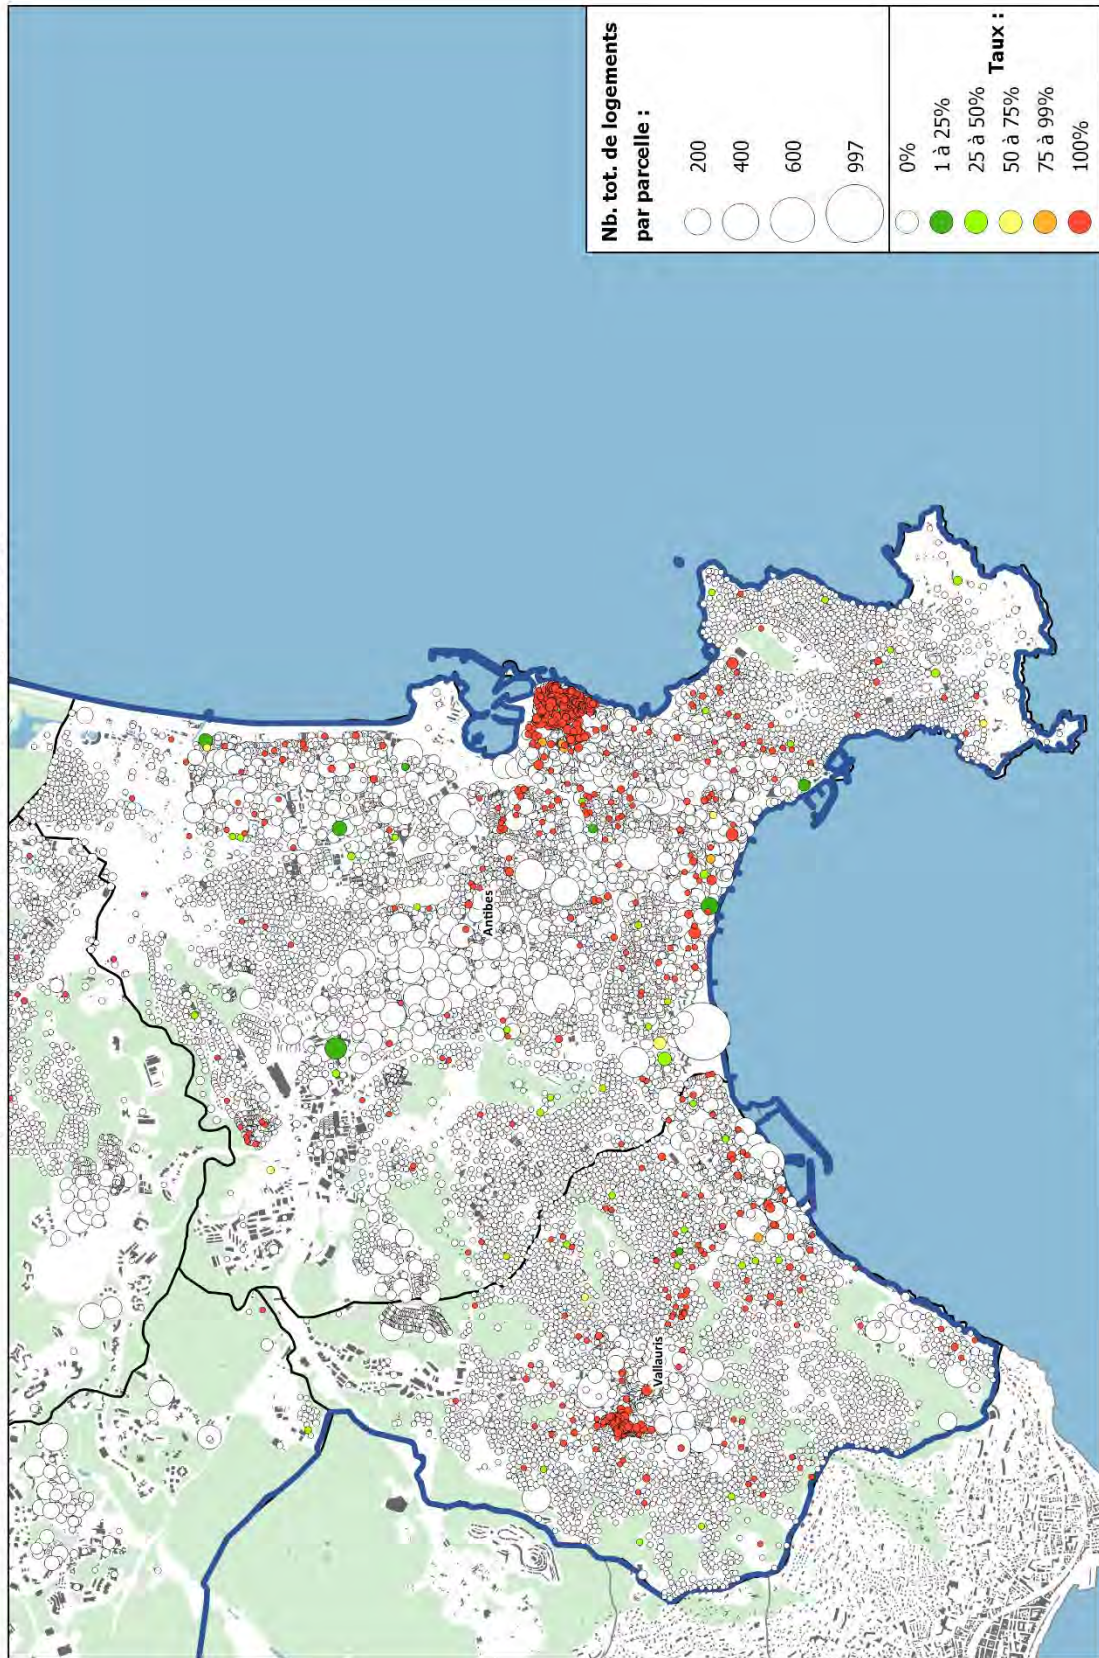 Nb. tot. de logements
par parcelle :
200
400
600
997
Taux :
0%
1 à 25%
25 à 50%
50 à 75%
75 à 99%
100%
Antibes
Vallauris